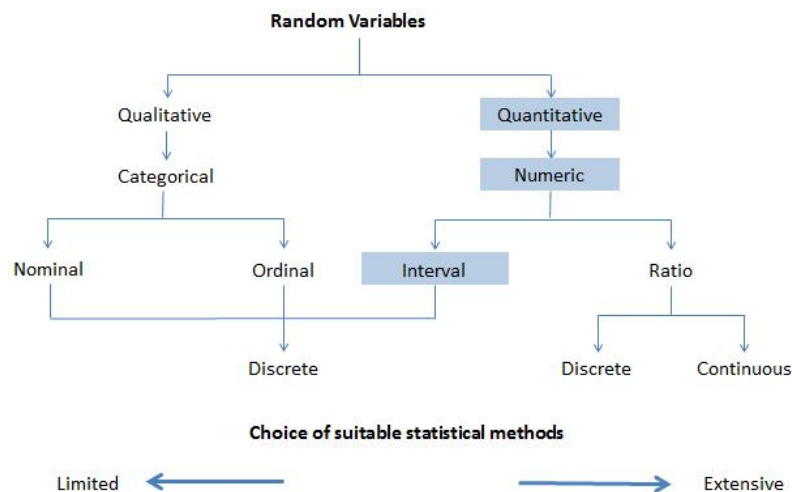 Random Variables
Qualitative
Quantitative
Categorical
Numeric
Nominal
Ordinal
Interval
Ratio
Discrete
Discrete
Continuous
Choice of suitable statistical methods
Limited
Extensive